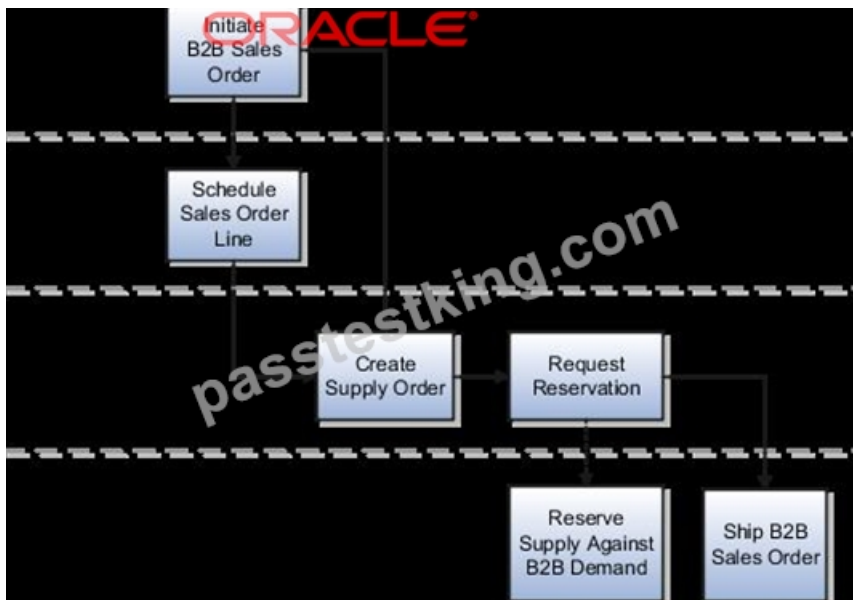 ORACLE
Initiate
B2B Sales
Order
Schedule
Sales Order
Line
passtestking.com
Create
Supply Order
Request
Reservation
Reserve
Supply Against
B2B Demand
Ship B2B
Sales Order